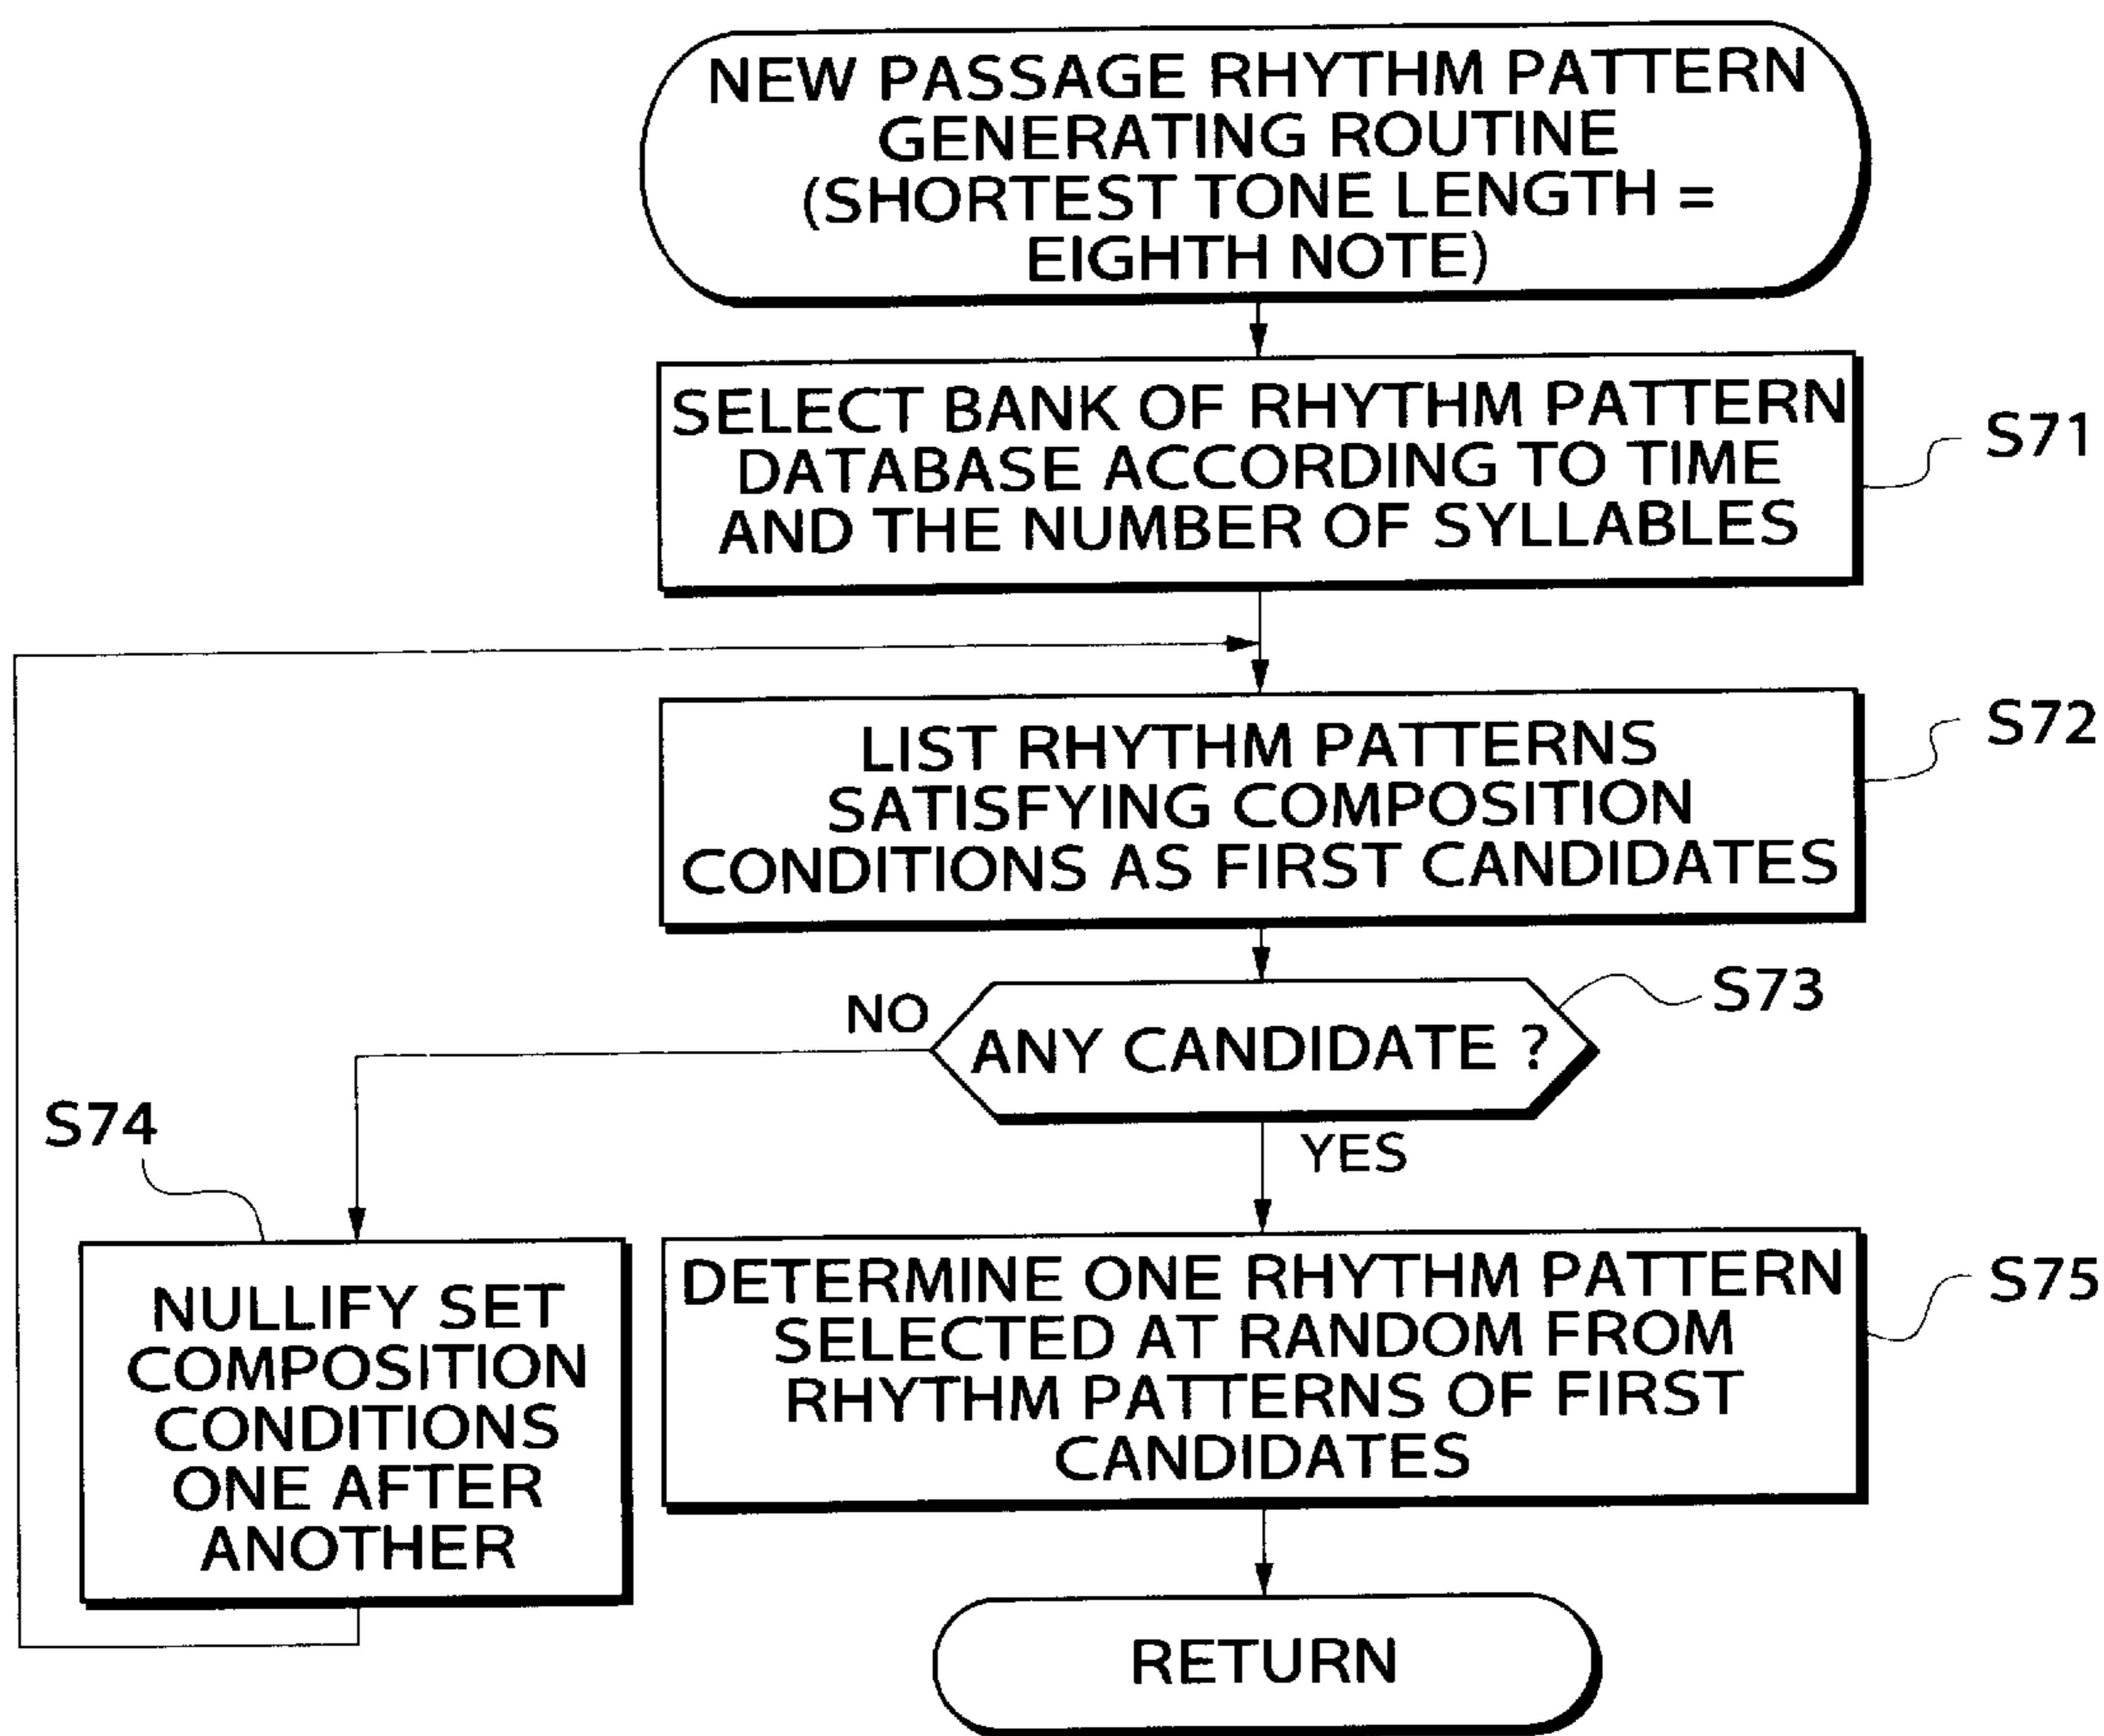 NEW PASSAGE RHYTHM PATTERN
GENERATING ROUTINE
(SHORTEST TONE LENGTH =
EIGHTH NOTE)
SELECT BANK OF RHYTHM PATTERN
DATABASE ACCORDING TO TIME
AND THE NUMBER OF SYLLABLES
S71
LIST RHYTHM PATTERNS
SATISFYING COMPOSITION
CONDITIONS AS FIRST CANDIDATES
S72
ANY CANDIDATE ?
S73
NO
YES
S74
NULLIFY SET
COMPOSITION
CONDITIONS
ONE AFTER
ANOTHER
DETERMINE ONE RHYTHM PATTERN
SELECTED AT RANDOM FROM
RHYTHM PATTERNS OF FIRST
CANDIDATES
S75
RETURN